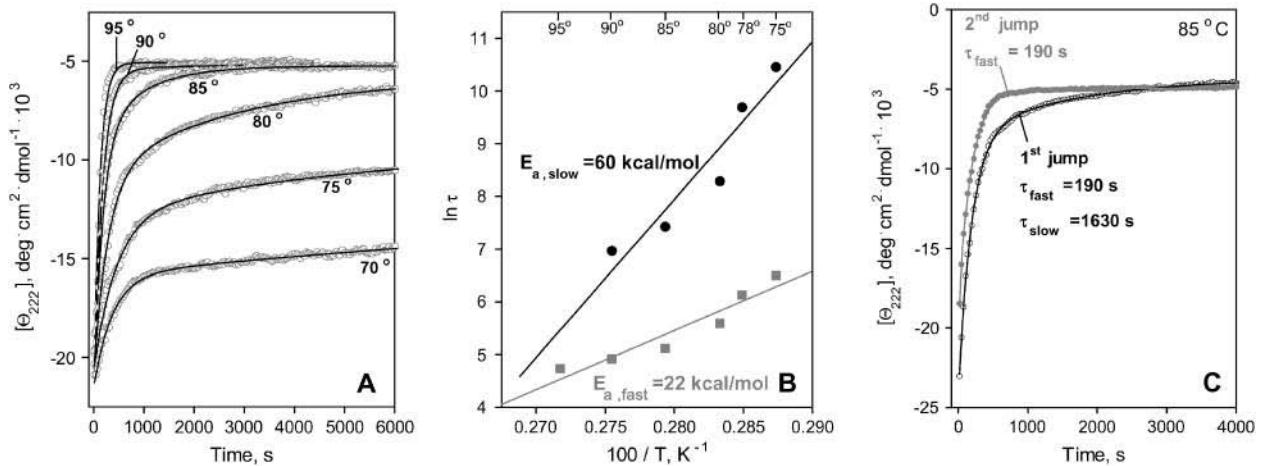 95 °
90 °
85 °
80 °
75 °
70 °
A
-5
-10
-15
-20
0 1000 2000 3000 4000 5000 6000
Time, s
[Θ222], deg cm2 dmol-1 · 10 3
95° 90° 85° 80° 78° 75°
11
10
9
8
7
6
5
4
ln τ
Ea,slow =60 kcal/mol
Ea,fast =22 kcal/mol
B
0.270 0.275 0.280 0.285 0.290
100 / T, K-1
0
-5
-10
-15
-20
-25
[Θ222], deg cm2 dmol-1 · 10 3
2nd jump
τfast = 190 s
85 °C
1st jump
τfast =190 s
τslow =1630 s
C
0 1000 2000 3000 4000
Time, s